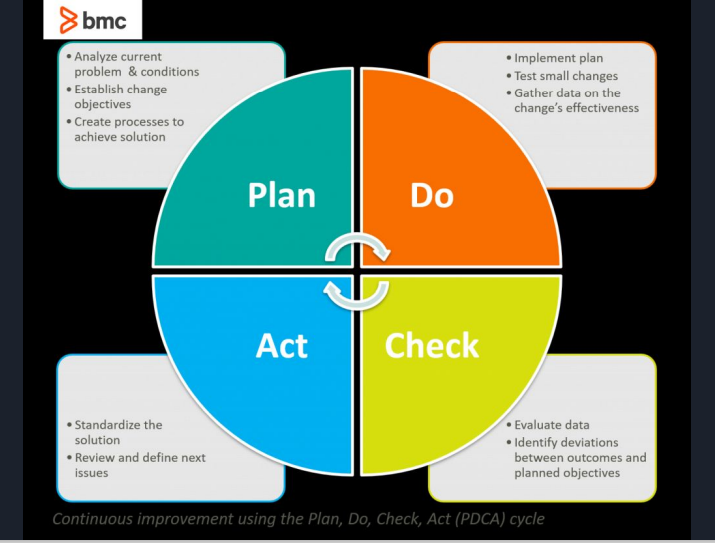 bmc
• Analyze current
problem & conditions
• Establish change
objectives
• Create processes to
achieve solution
• Implement plan
• Test small changes
• Gather data on the
change's effectiveness
Plan
Do
Act
Check
• Standardize the
solution
• Review and define next
issues
• Evaluate data
• Identify deviations
between outcomes and
planned objectives
Continuous improvement using the Plan, Do, Check, Act (PDCA) cycle